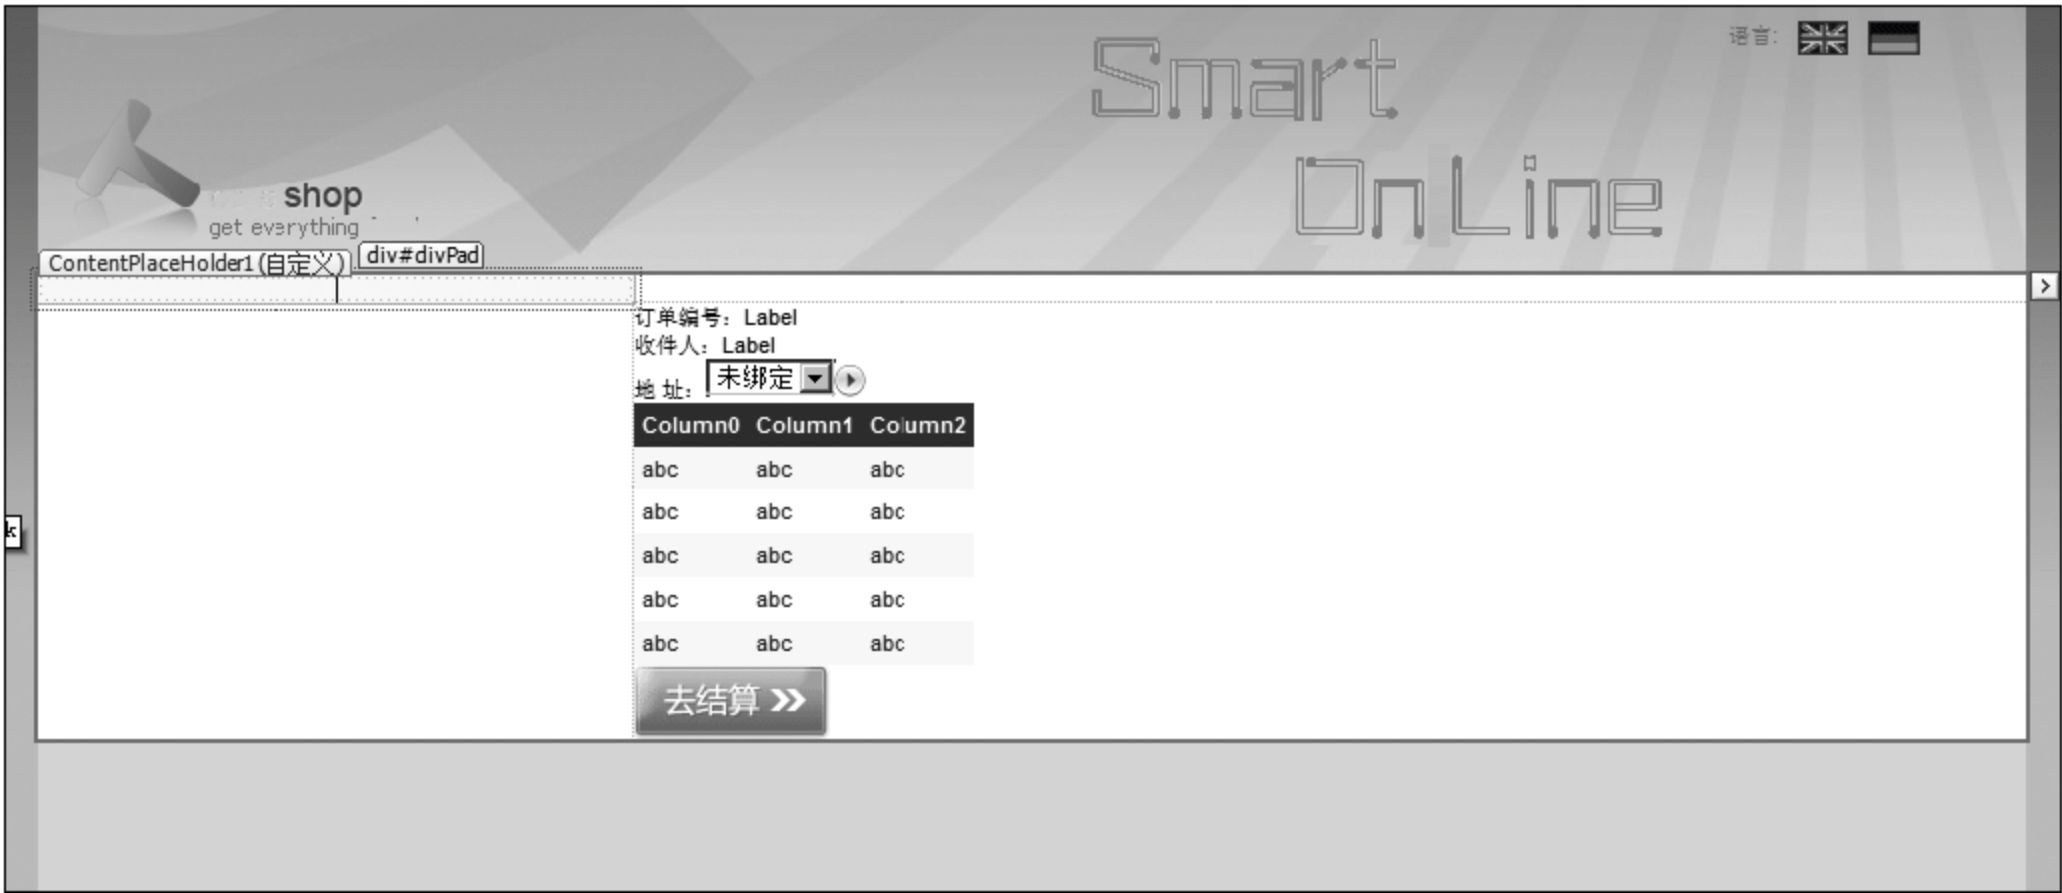 语言:
Smart
OnLine
shop
get everything
ContentPlaceHolder1(自定义)
div#divPad
订单编号：Label
收件人：Label
地 址：
未绑定
Column0 Column1 Column2
abc abc abc
abc abc abc
abc abc abc
abc abc abc
abc abc abc
去结算 >>
k